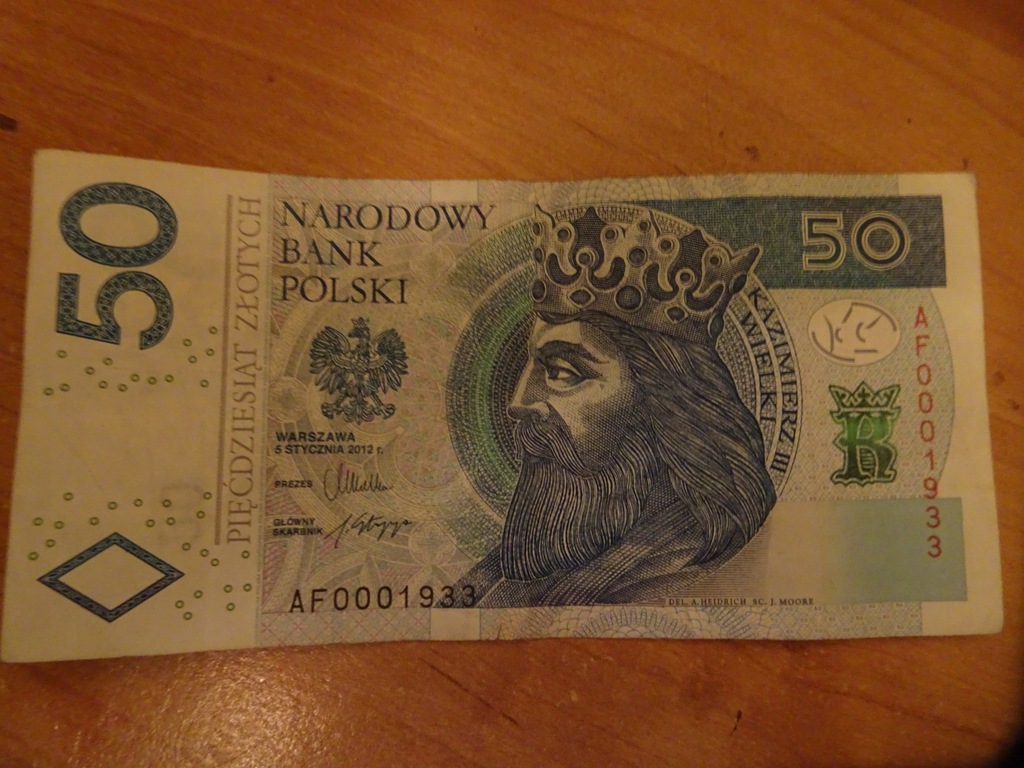 50
PIĘĆDZIESIĄT ZŁOTYCH
NARODOWY
BANK
POLSKI
WARSZAWA
5 STYCZNIA 2012 r.
PREZES
GŁÓWNY
SKARBNIK
AF0001933
50
KAZIMIERZ III
WIELKI
AF0001933
DEL. A. HEIDRICH SC. J. MOORE